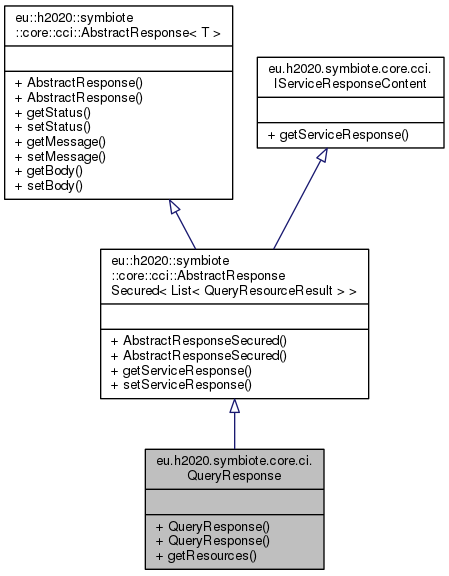 eu::h2020::symbiote
::core::cci::AbstractResponse< T >
+ AbstractResponse()
+ AbstractResponse()
+ getStatus()
+ setStatus()
+ getMessage()
+ setMessage()
+ getBody()
+ setBody()
eu.h2020.symbiote.core.cci.
IServiceResponseContent
+ getServiceResponse()
eu::h2020::symbiote
::core::cci::AbstractResponse
Secured< List< QueryResourceResult > >
+ AbstractResponseSecured()
+ AbstractResponseSecured()
+ getServiceResponse()
+ setServiceResponse()
eu.h2020.symbiote.core.ci.
QueryResponse
+ QueryResponse()
+ QueryResponse()
+ getResources()